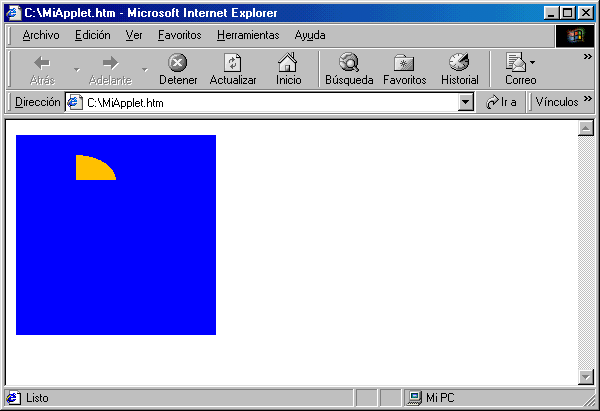 C:\MiApplet.htm - Microsoft Internet Explorer
Archivo Edición Ver Favoritos Herramientas Ayuda »
Atrás Adelante Detener Actualizar Inicio Búsqueda Favoritos Historial Correo »
Dirección C:\MiApplet.htm Ir a Vínculos »
Listo Mi PC